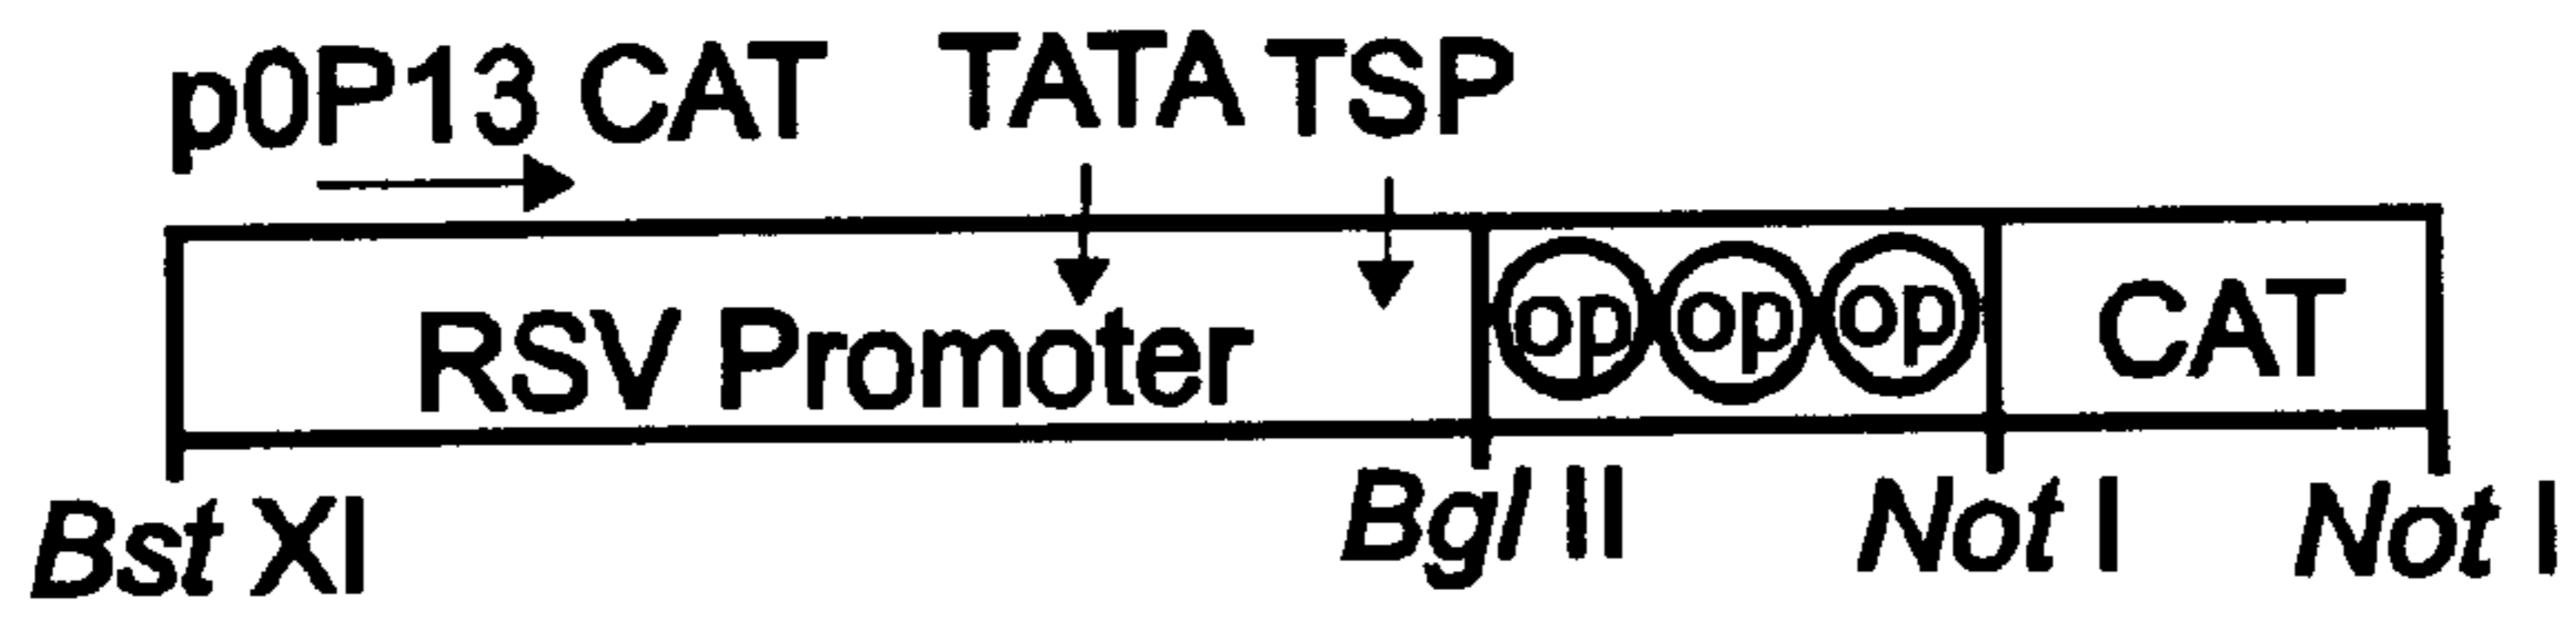 p0P13 CAT TATA TSP
RSV Promoter op op op CAT
Bst XI Bgl II Not I Not I